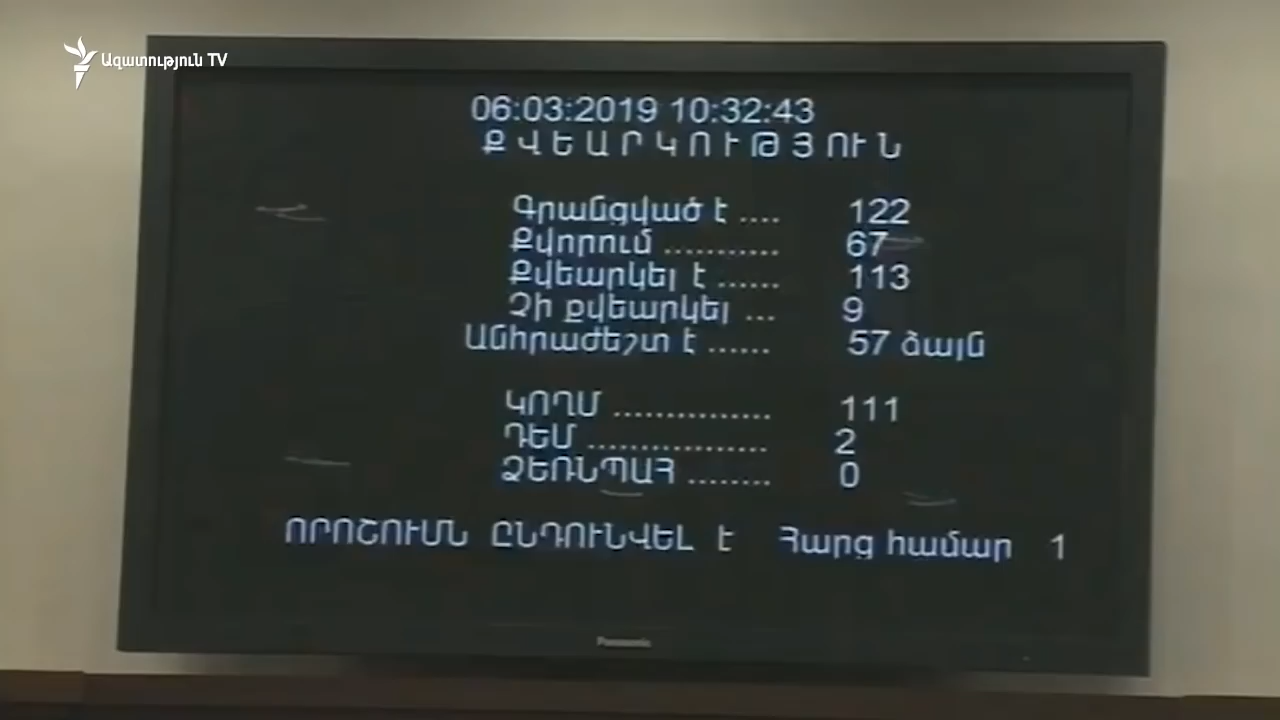 Ազատություն TV
06:03:2019 10:32:43
ՔՎԵԱՐԿՈՒԹՅՈՒՆ
Գրանցված է .... 122
Քվորում ........... 67
Քվեարկել է ...... 113
Չի քվեարկել ... 9
Անհրաժեշտ է ...... 57 ձայն
ԿՈՂՄ ............... 111
ԴԵՄ ................. 2
ՁԵՌՆՊԱՀ ........ 0
ՈՐՈՇՈՒՄՆ ԸՆԴՈՒՆՎԵԼ է Հարց համար 1
Panasonic